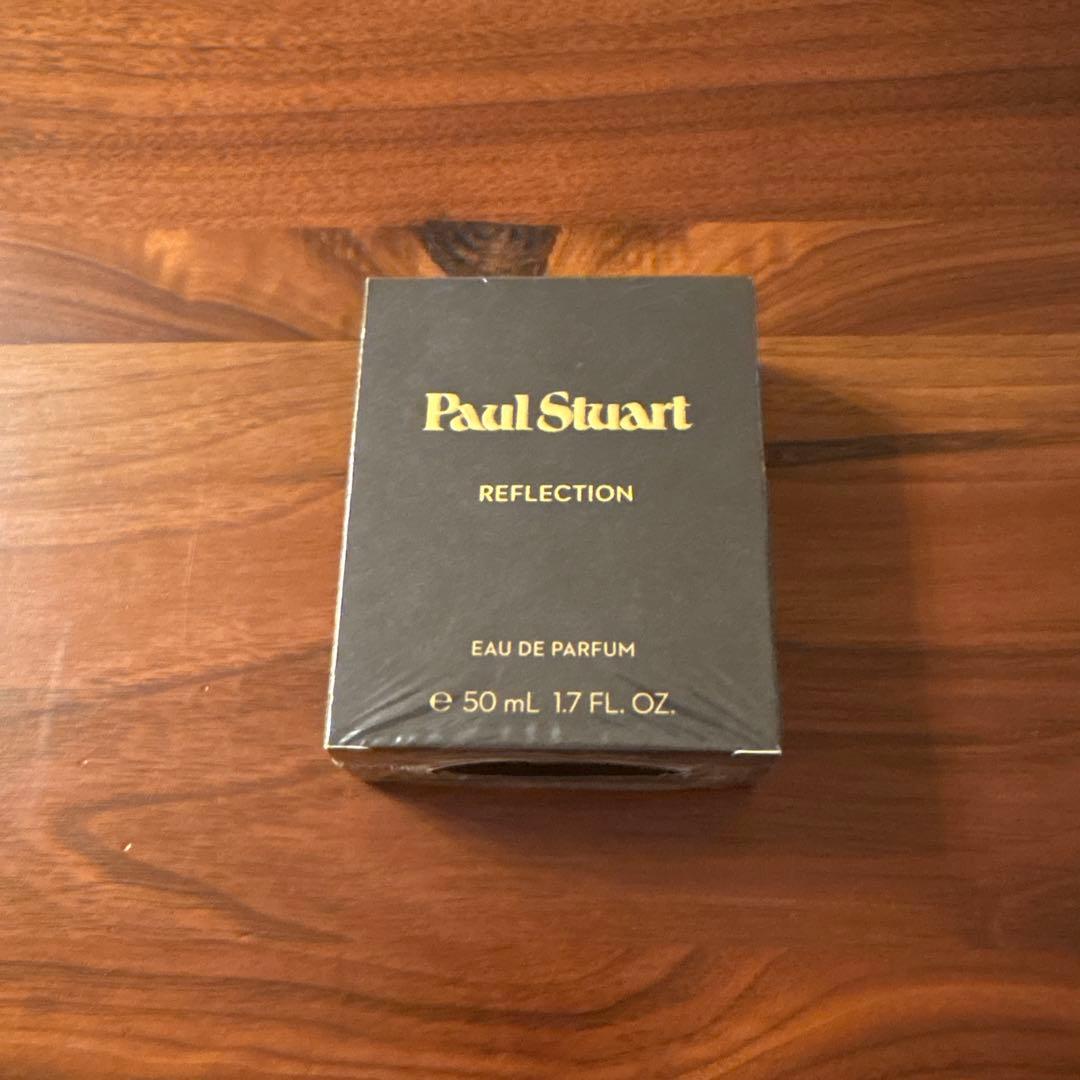 Paul Stuart
REFLECTION
EAU DE PARFUM
℮ 50 mL 1.7 FL. OZ.